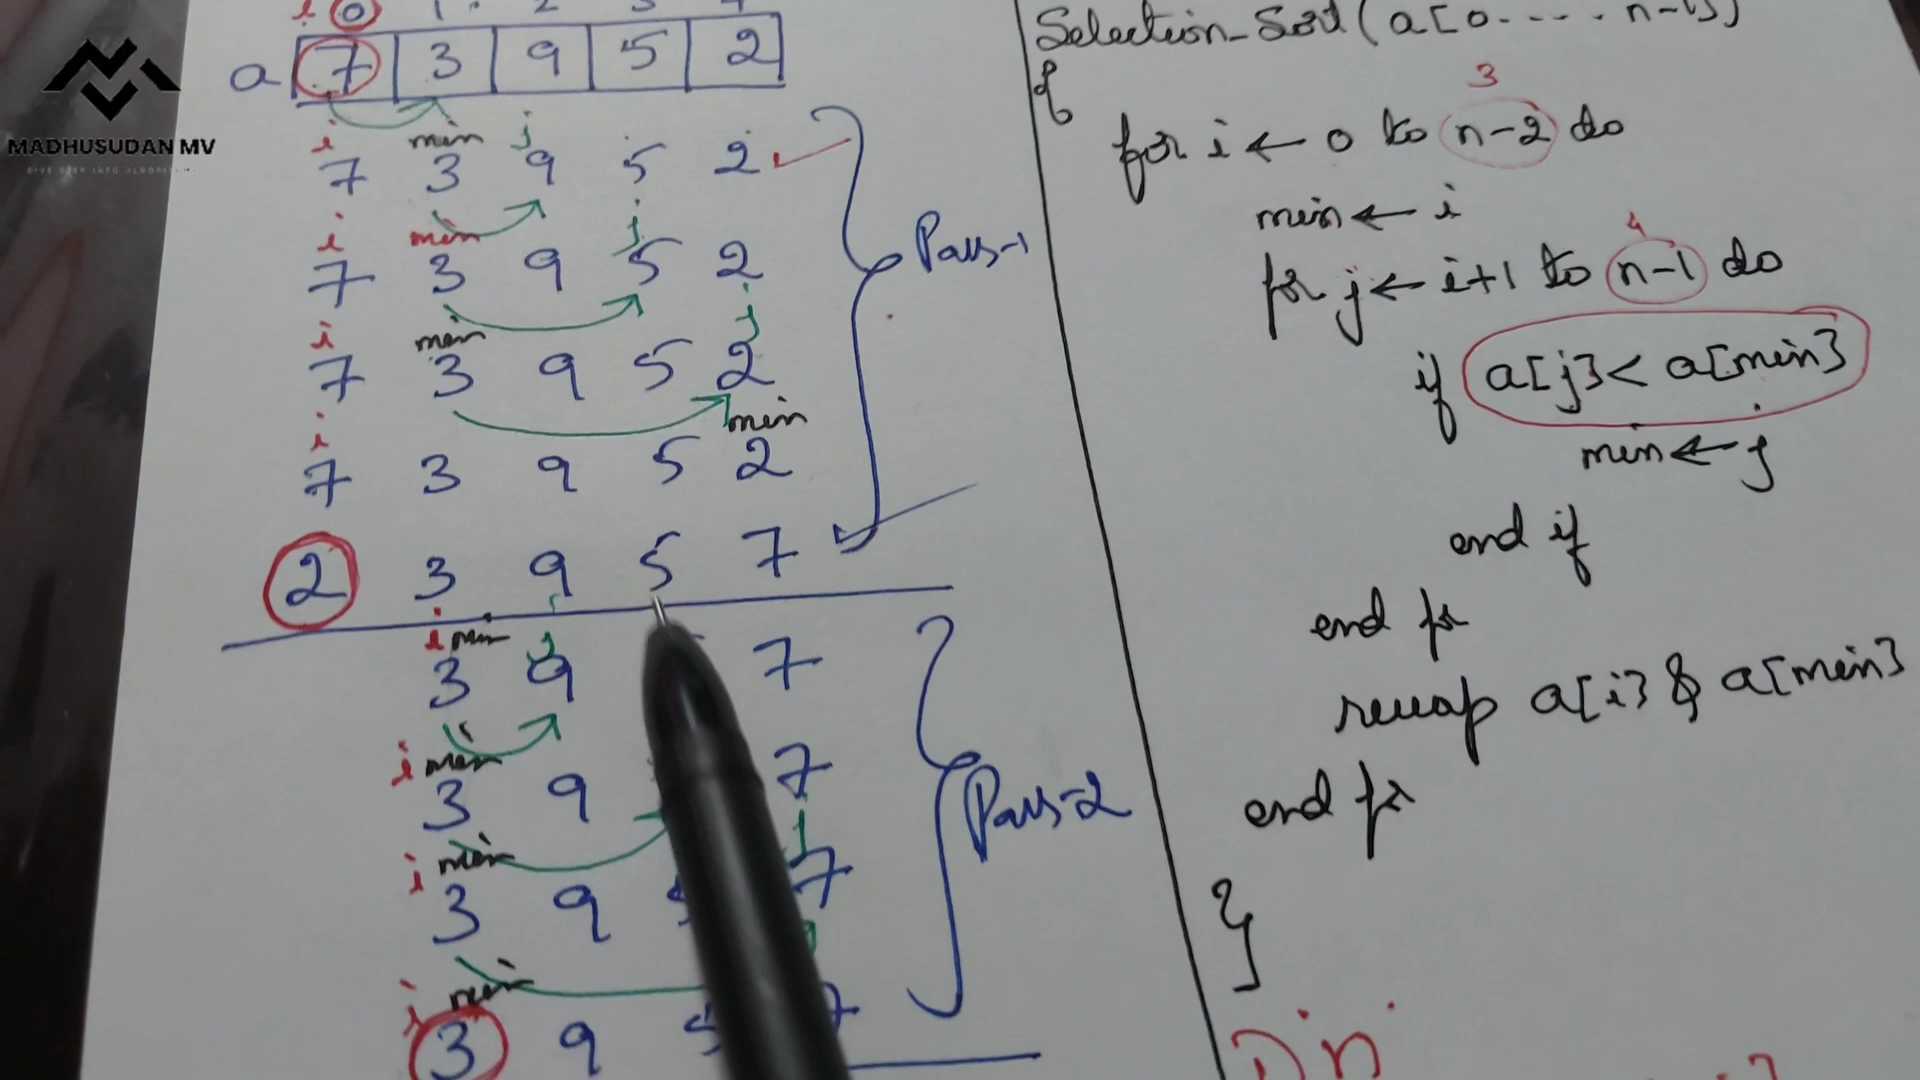 MADHUSUDAN MV
i 0 1 2
a 7 3 9 5 2
i min j
7 3 9 5 2
i min j
7 3 9 5 2
i min j
7 3 9 5 2
i min
7 3 9 5 2
2 3 9 5 7
Pass-1
i min j
3 9 7
i min
3 9 7
i min j
3 9 5 7
i min
3 9 5 7
Pass-2
Selection_Sort(a[0.... n-1])
{
3
for i ← 0 to n-2 do
min ← i
4
for j ← i+1 to n-1 do
if a[j] < a[min]
min ← j
end if
end for
swap a[i] & a[min]
end for
}